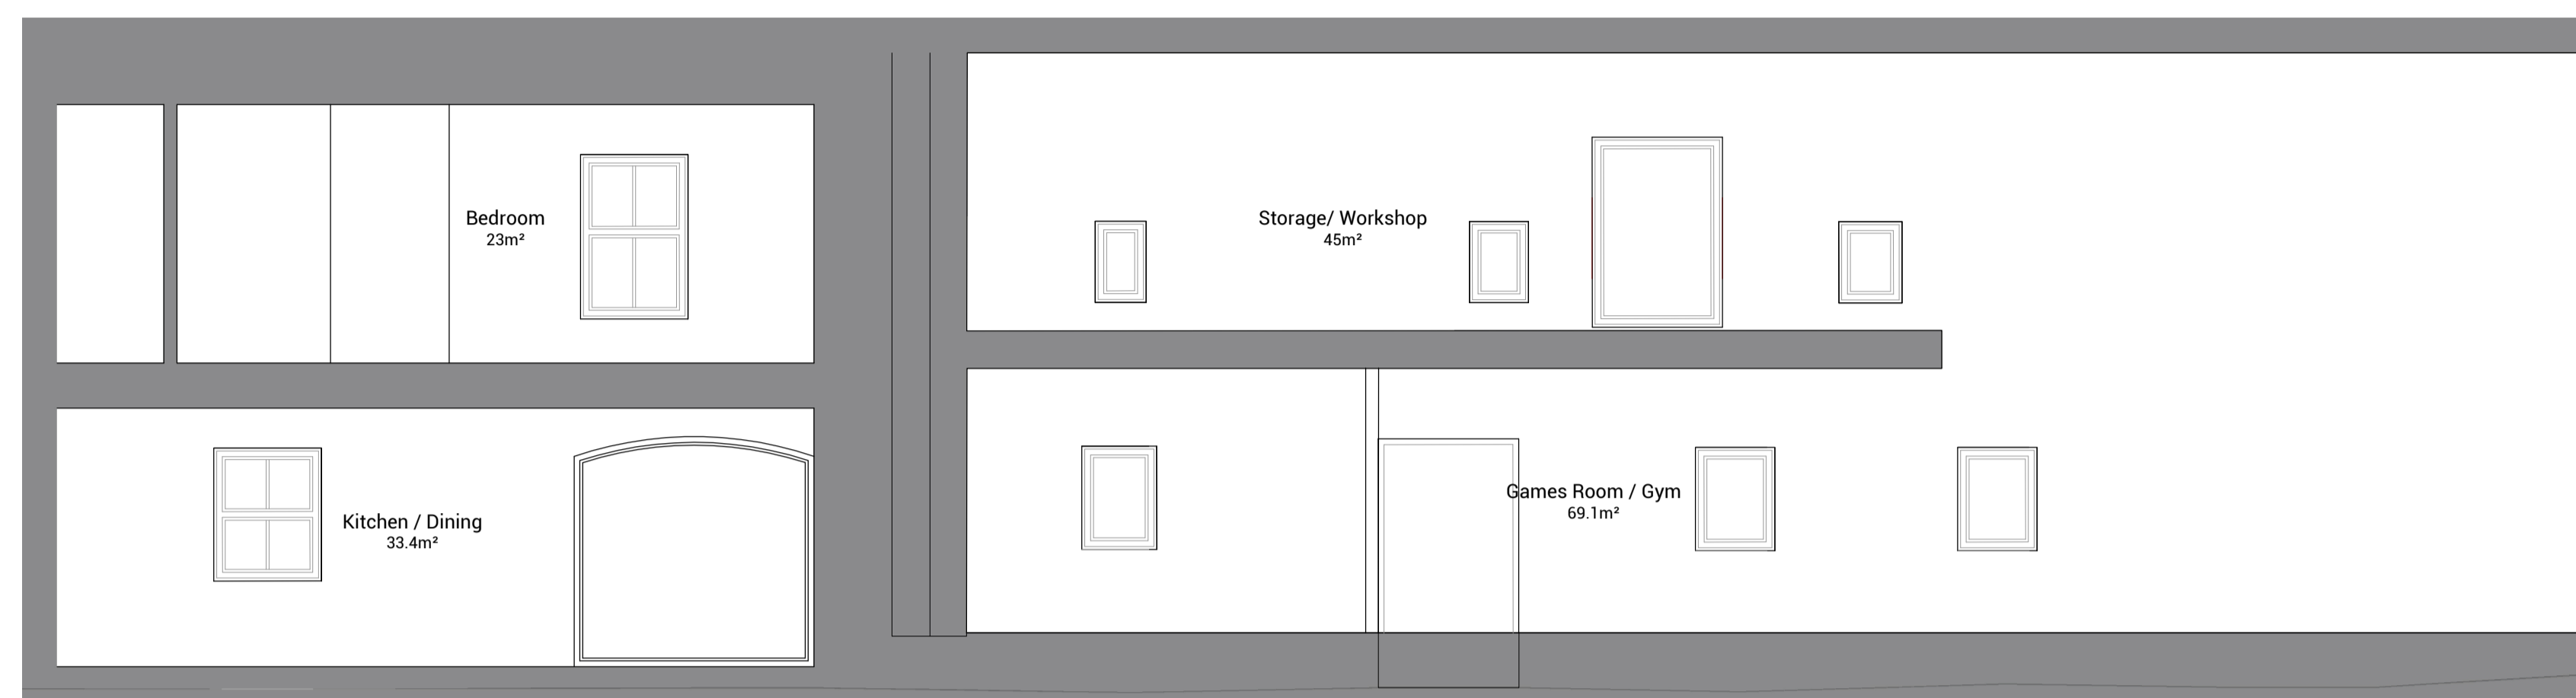 Bedroom
23m²
Storage/ Workshop
45m²
Kitchen / Dining
33.4m²
Games Room / Gym
69.1m²